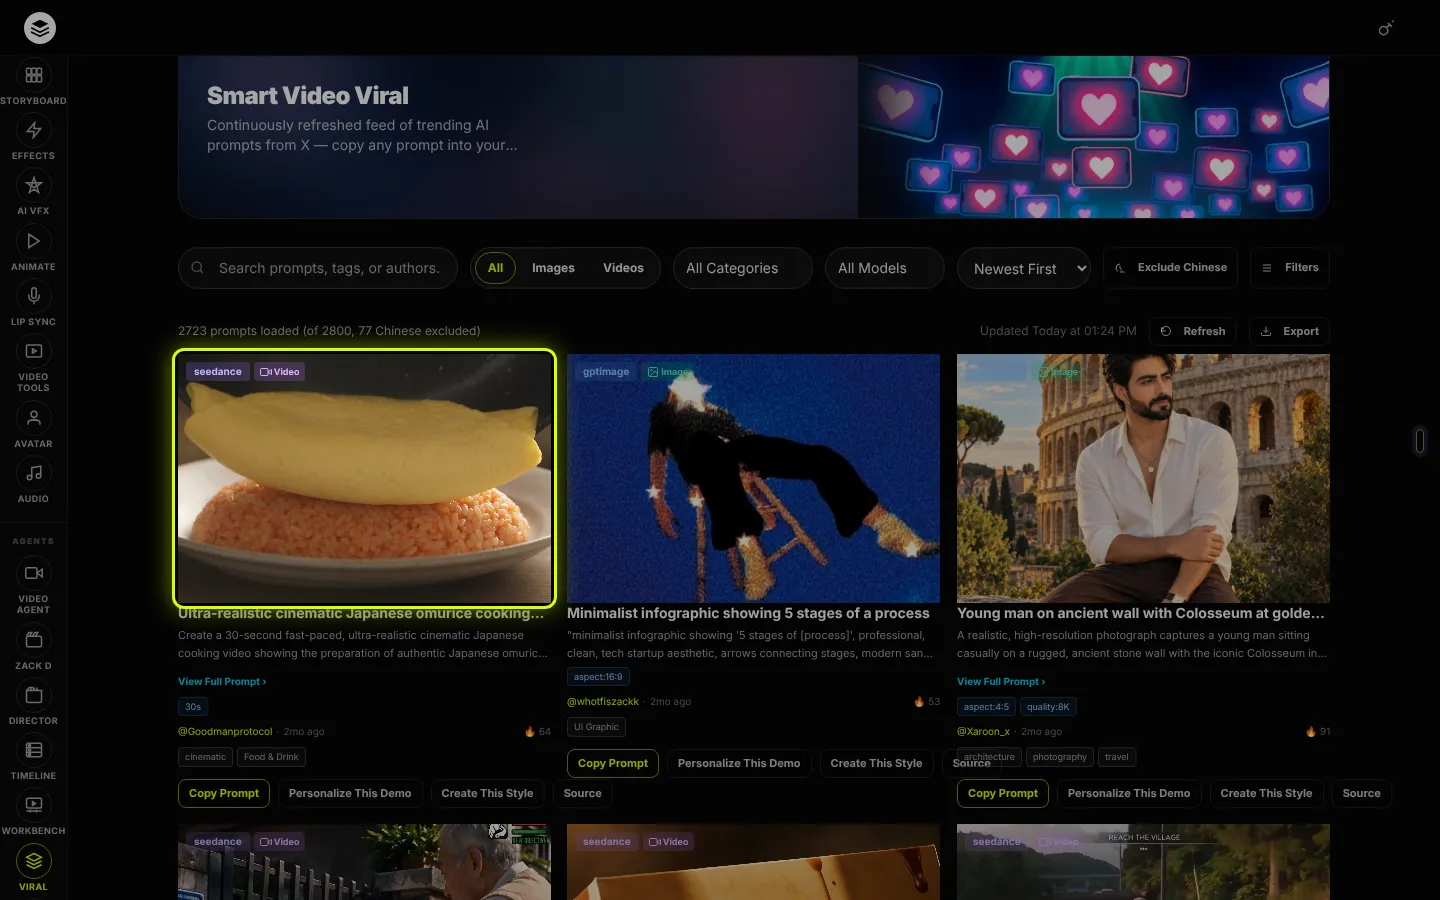 STORYBOARD
EFFECTS
AI VFX
ANIMATE
LIP SYNC
VIDEO
TOOLS
AVATAR
AUDIO
AGENTS
VIDEO
AGENT
ZACK D
DIRECTOR
TIMELINE
WORKBENCH
VIRAL
Smart Video Viral
Continuously refreshed feed of trending AI
prompts from X — copy any prompt into your...
Search prompts, tags, or authors.
All Images Videos
All Categories
All Models
Newest First
Exclude Chinese
Filters
2723 prompts loaded (of 2800, 77 Chinese excluded)
Updated Today at 01:24 PM
Refresh
Export
seedance Video
Ultra-realistic cinematic Japanese omurice cooking...
Create a 30-second fast-paced, ultra-realistic cinematic Japanese
cooking video showing the preparation of authentic Japanese omuric...
View Full Prompt ›
30s
@Goodmanprotocol · 2mo ago 🔥 64
cinematic Food & Drink
Copy Prompt Personalize This Demo Create This Style Source
gptimage Image
Minimalist infographic showing 5 stages of a process
"minimalist infographic showing '5 stages of [process]', professional,
clean, tech startup aesthetic, arrows connecting stages, modern san...
aspect:16:9
@whotfiszackk · 2mo ago 🔥 53
UI Graphic
Copy Prompt Personalize This Demo Create This Style Source
Image
Young man on ancient wall with Colosseum at golde...
A realistic, high-resolution photograph captures a young man sitting
casually on a rugged, ancient stone wall with the iconic Colosseum in...
View Full Prompt ›
aspect:4:5 quality:8K
@Xaroon_x · 2mo ago 🔥 91
architecture photography travel
Copy Prompt Personalize This Demo Create This Style Source
seedance Video
seedance Video
seedance Video
REACH THE VILLAGE